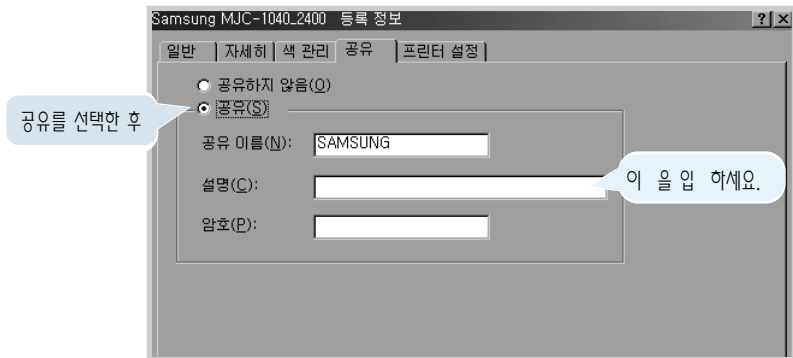 Samsung MJC-1040_2400 등록 정보
일반 자세히 색 관리 공유 프린터 설정
공유하지 않음(O)
공유(S)
공유를 선택한 후
공유 이름(N): SAMSUNG
설명(C):
이 을 입 하세요.
암호(P):